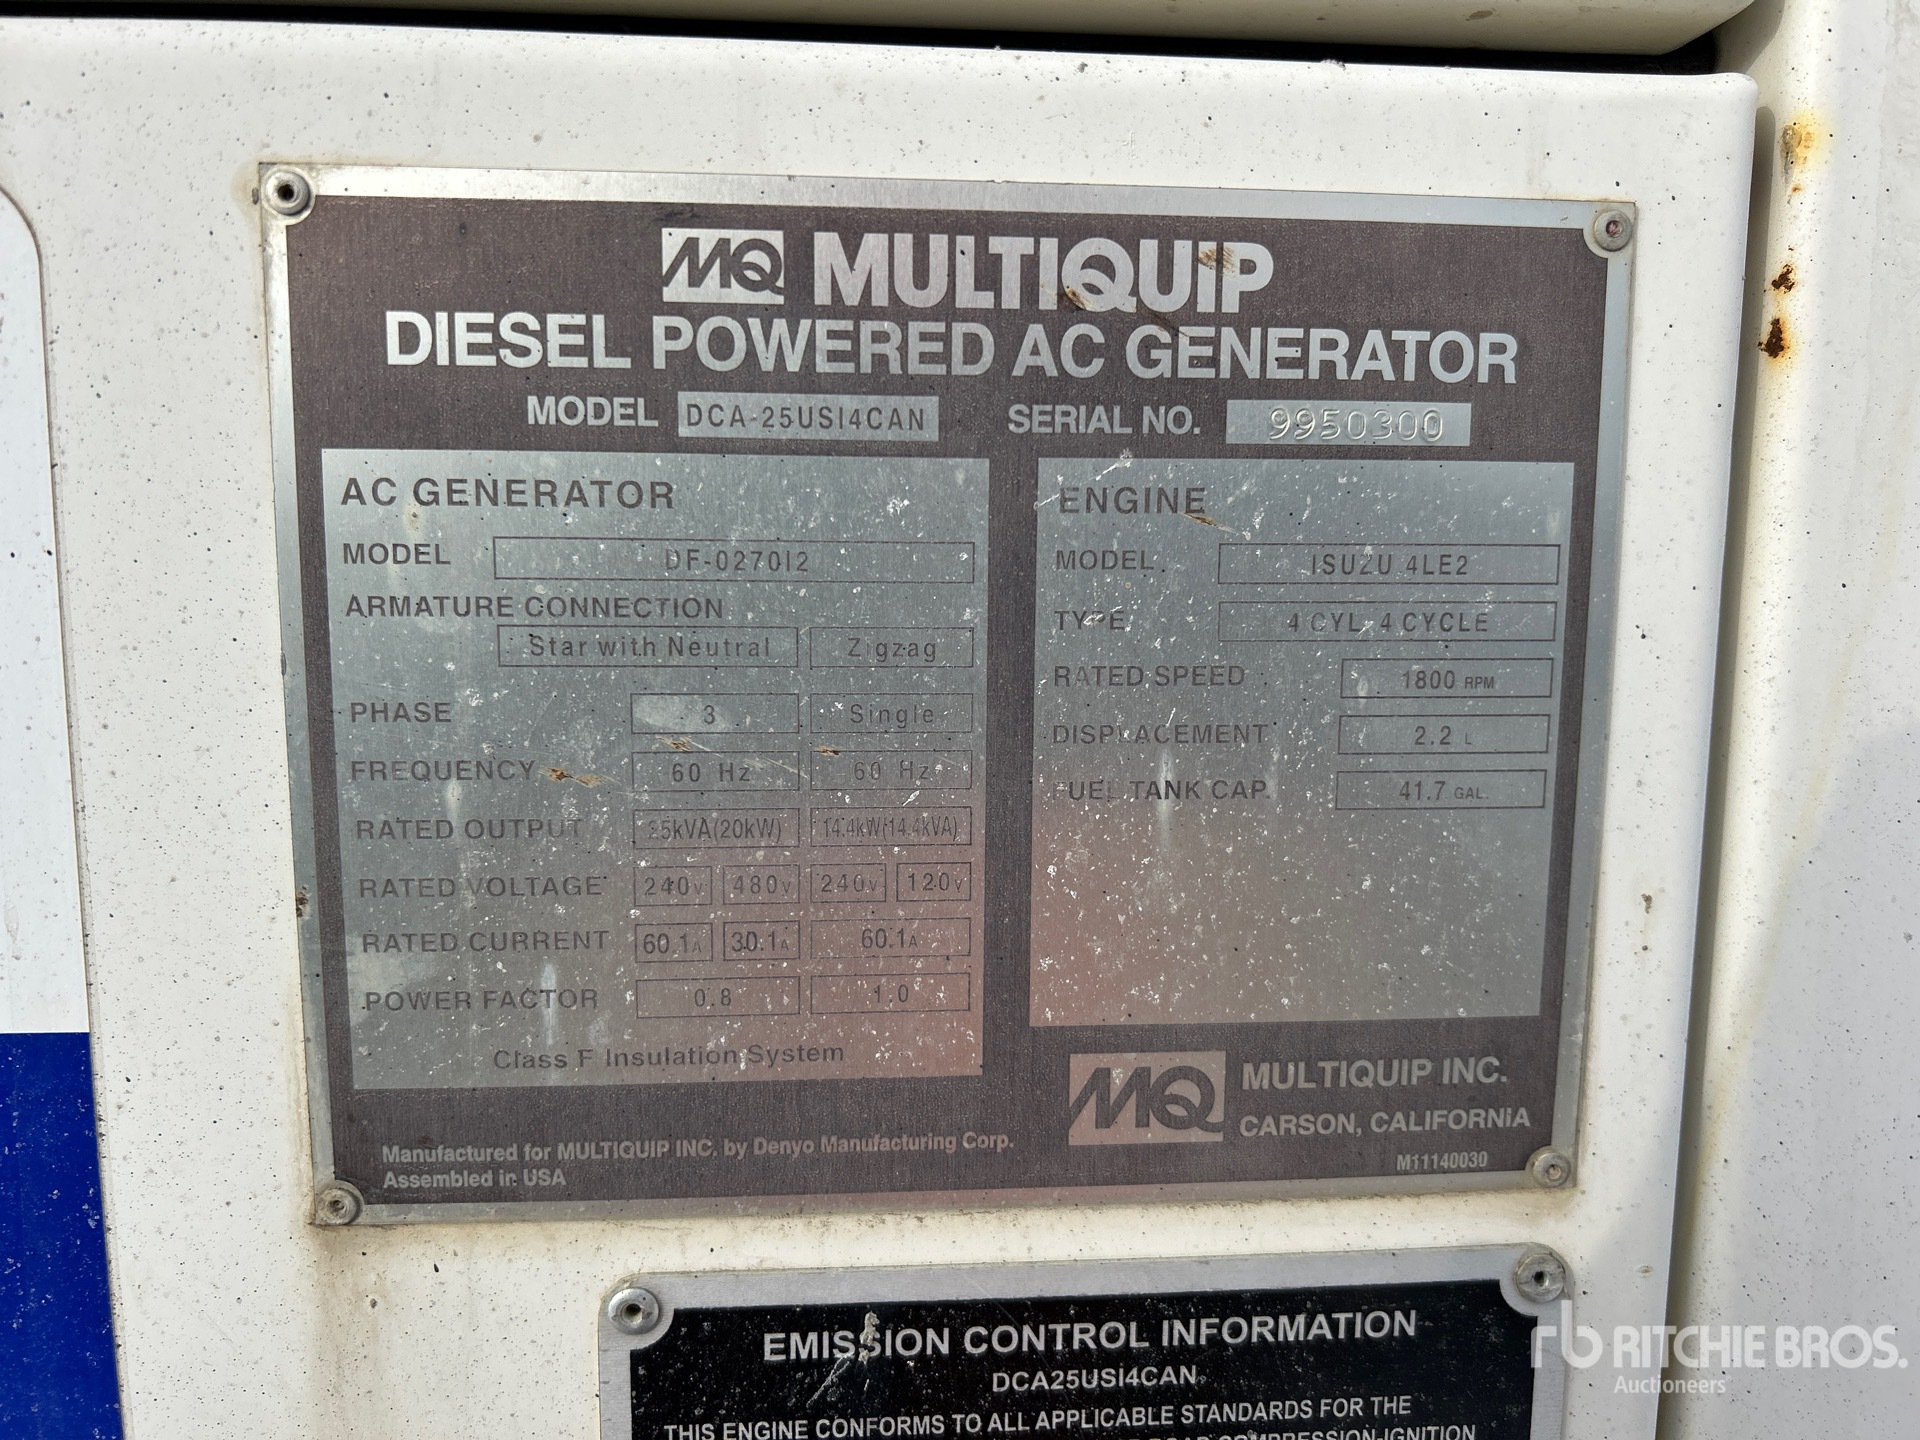 MQ MULTIQUIP
DIESEL POWERED AC GENERATOR
MODEL DCA-25USI4CAN SERIAL NO. 9950300
AC GENERATOR
MODEL DF-0270I2
ARMATURE CONNECTION
Star with Neutral Zigzag
PHASE 3 Single
FREQUENCY 60 Hz 60 Hz
RATED OUTPUT 25kVA(20kW) 14.4kW(14.4kVA)
RATED VOLTAGE 240V 480V 240V 120V
RATED CURRENT 60.1A 30.1A 60.1A
POWER FACTOR 0.8 1.0
Class F Insulation System
ENGINE
MODEL ISUZU 4LE2
TYPE 4 CYL. 4 CYCLE
RATED SPEED 1800 RPM
DISPLACEMENT 2.2 L
FUEL TANK CAP. 41.7 GAL.
Manufactured for MULTIQUIP INC. by Denyo Manufacturing Corp.
Assembled in USA
MQ MULTIQUIP INC.
CARSON, CALIFORNIA
M11140030
EMISSION CONTROL INFORMATION
DCA25USI4CAN
THIS ENGINE CONFORMS TO ALL APPLICABLE STANDARDS FOR THE
COMPRESSION-IGNITION
rb RITCHIE BROS.
Auctioneers